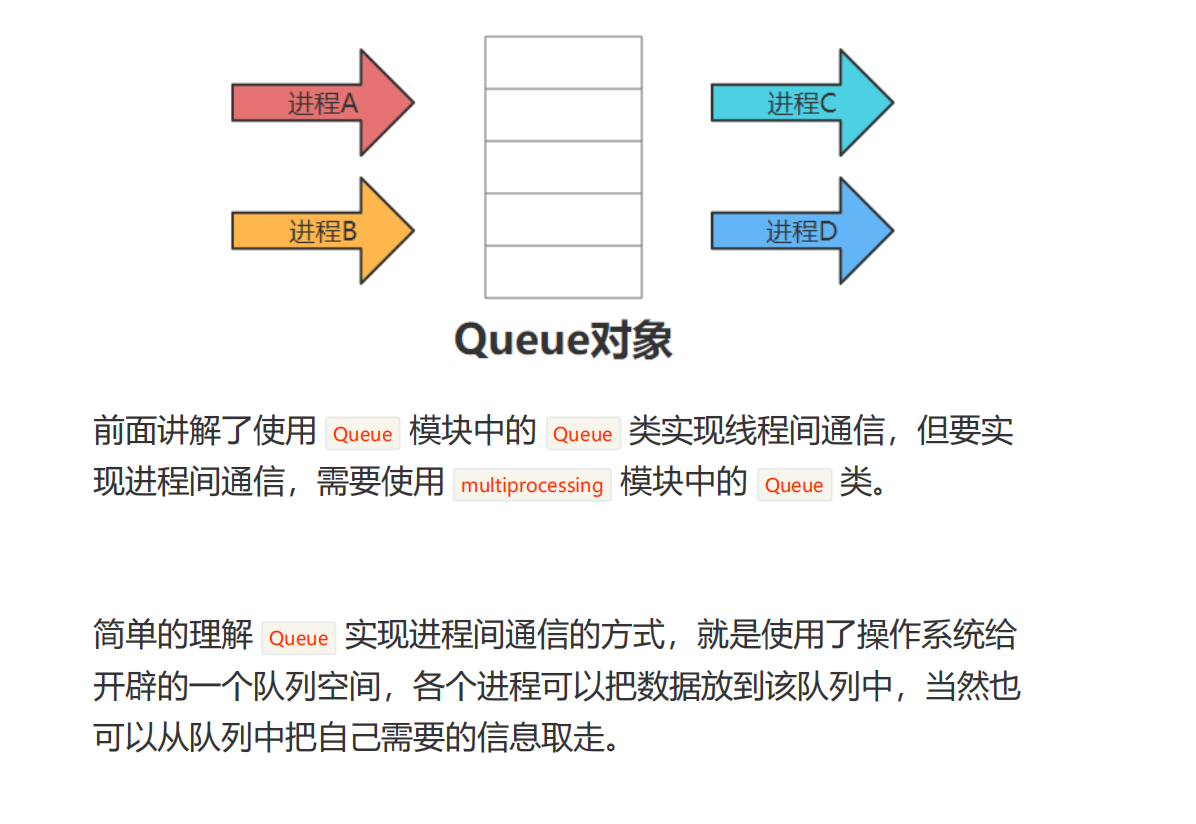 进程A
进程C
进程B
进程D
Queue对象
前面讲解了使用 Queue 模块中的 Queue 类实现线程间通信，但要实
现进程间通信，需要使用 multiprocessing 模块中的 Queue 类。
简单的理解 Queue 实现进程间通信的方式，就是使用了操作系统给
开辟的一个队列空间，各个进程可以把数据放到该队列中，当然也
可以从队列中把自己需要的信息取走。